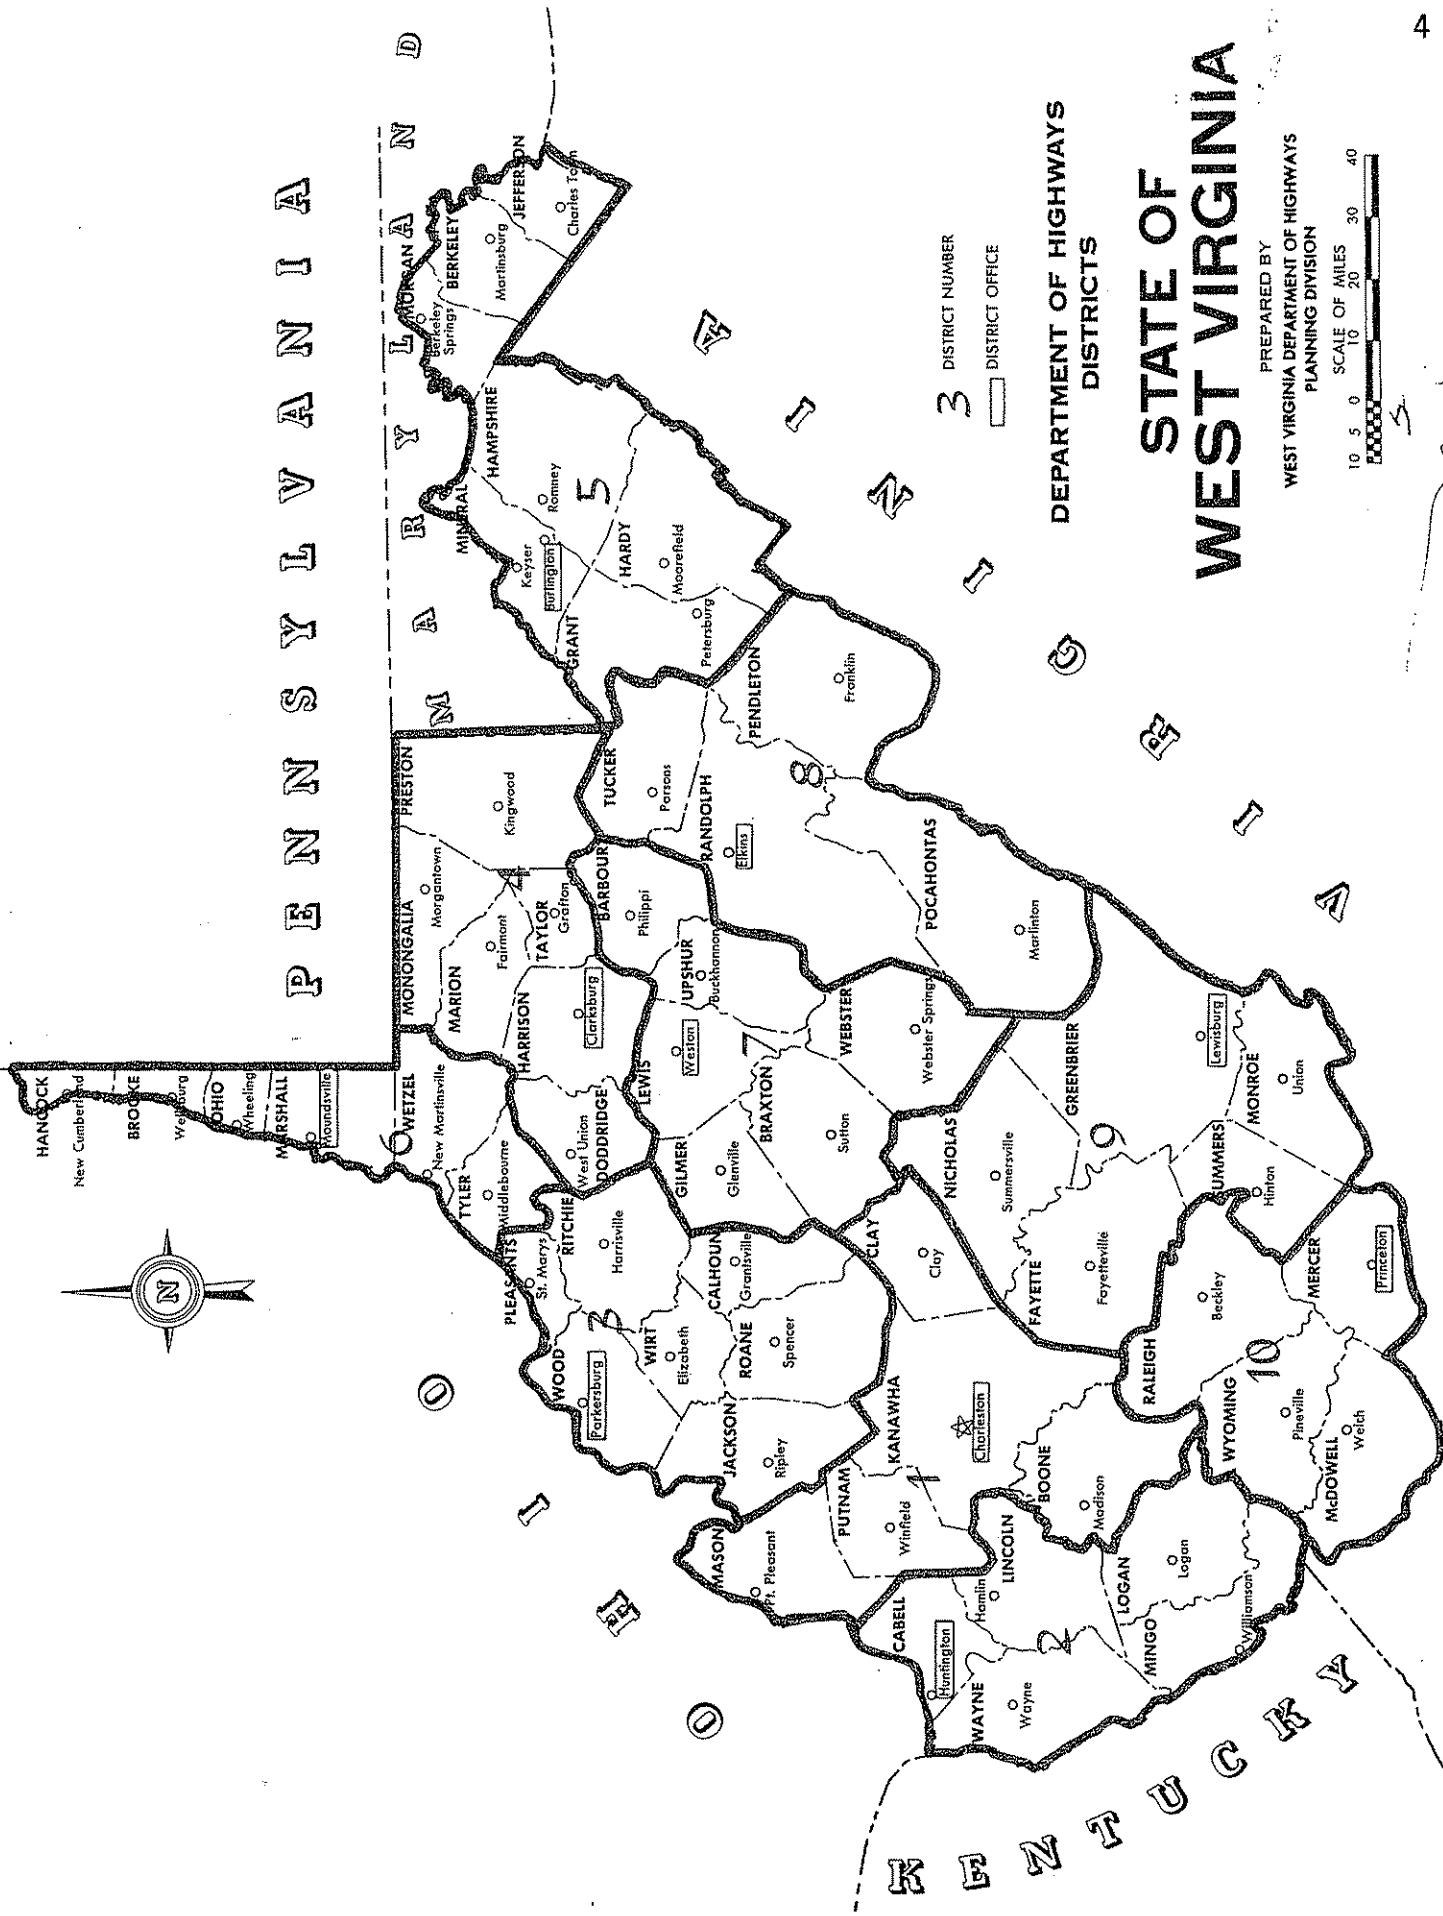 4
PENNSYLVANIA
MARYLAND
OHIO
KENTUCKY
VIRGINIA
HANCOCK
New Cumberland
BROOKE
OHIO
Wheeling
MARSHALL
Moundsville
6
WETZEL
New Martinsville
TYLER
Middlebourne
PLEASANTS
St. Marys
RITCHIE
Harrisville
DODDRIDGE
West Union
HARRISON
Clarksburg
MARION
Fairmont
MONONGALIA
Morgantown
PRESTON
Kingwood
TAYLOR
Grafton
4
BARBOUR
Philippi
TUCKER
Parsons
RANDOLPH
Elkins
8
PENDLETON
Franklin
POCAHONTAS
Marlinton
GRANT
Petersburg
HARDY
Moorefield
5
MINERAL
Keyser
Burlington
HAMPSHIRE
Romney
MORGAN
Berkeley
Springs
BERKELEY
Martinsburg
JEFFERSON
Charles Town
WOOD
Parkersburg
3
WIRT
Elizabeth
CALHOUN
Grantsville
ROANE
Spencer
JACKSON
Ripley
GILMER
Glenville
LEWIS
Weston
UPSHUR
Buckhannon
7
BRAXTON
Sutton
WEBSTER
Webster Springs
MASON
Pt. Pleasant
PUTNAM
Winfield
1
KANAWHA
Charleston
CLAY
Clay
BOONE
Madison
CABELL
Huntington
WAYNE
Wayne
2
LINCOLN
Hamlin
LOGAN
Logan
MINGO
Williamson
NICHOLAS
Summersville
FAYETTE
Fayetteville
9
GREENBRIER
Lewisburg
SUMMERS
Hinton
MONROE
Union
RALEIGH
Beckley
10
WYOMING
Pineville
McDOWELL
Welch
MERCER
Princeton
N
3 DISTRICT NUMBER
DISTRICT OFFICE
DEPARTMENT OF HIGHWAYS
DISTRICTS
STATE OF
WEST VIRGINIA
PREPARED BY
WEST VIRGINIA DEPARTMENT OF HIGHWAYS
PLANNING DIVISION
SCALE OF MILES
10 5 0 10 20 30 40